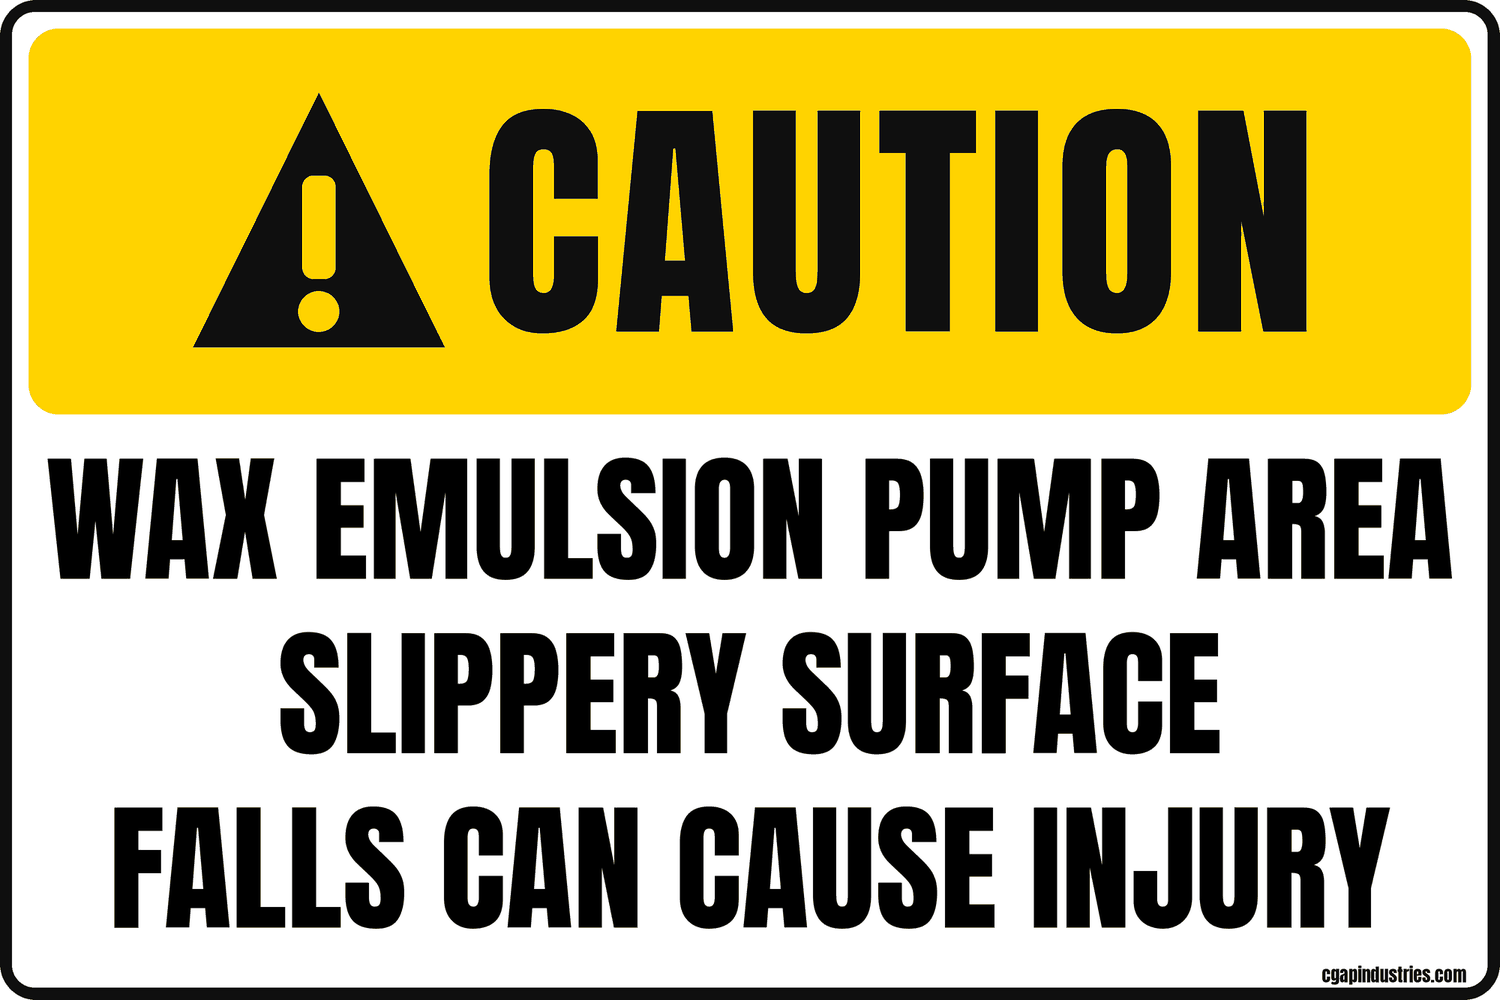 CAUTION
WAX EMULSION PUMP AREA
SLIPPERY SURFACE
FALLS CAN CAUSE INJURY
cgapindustries.com